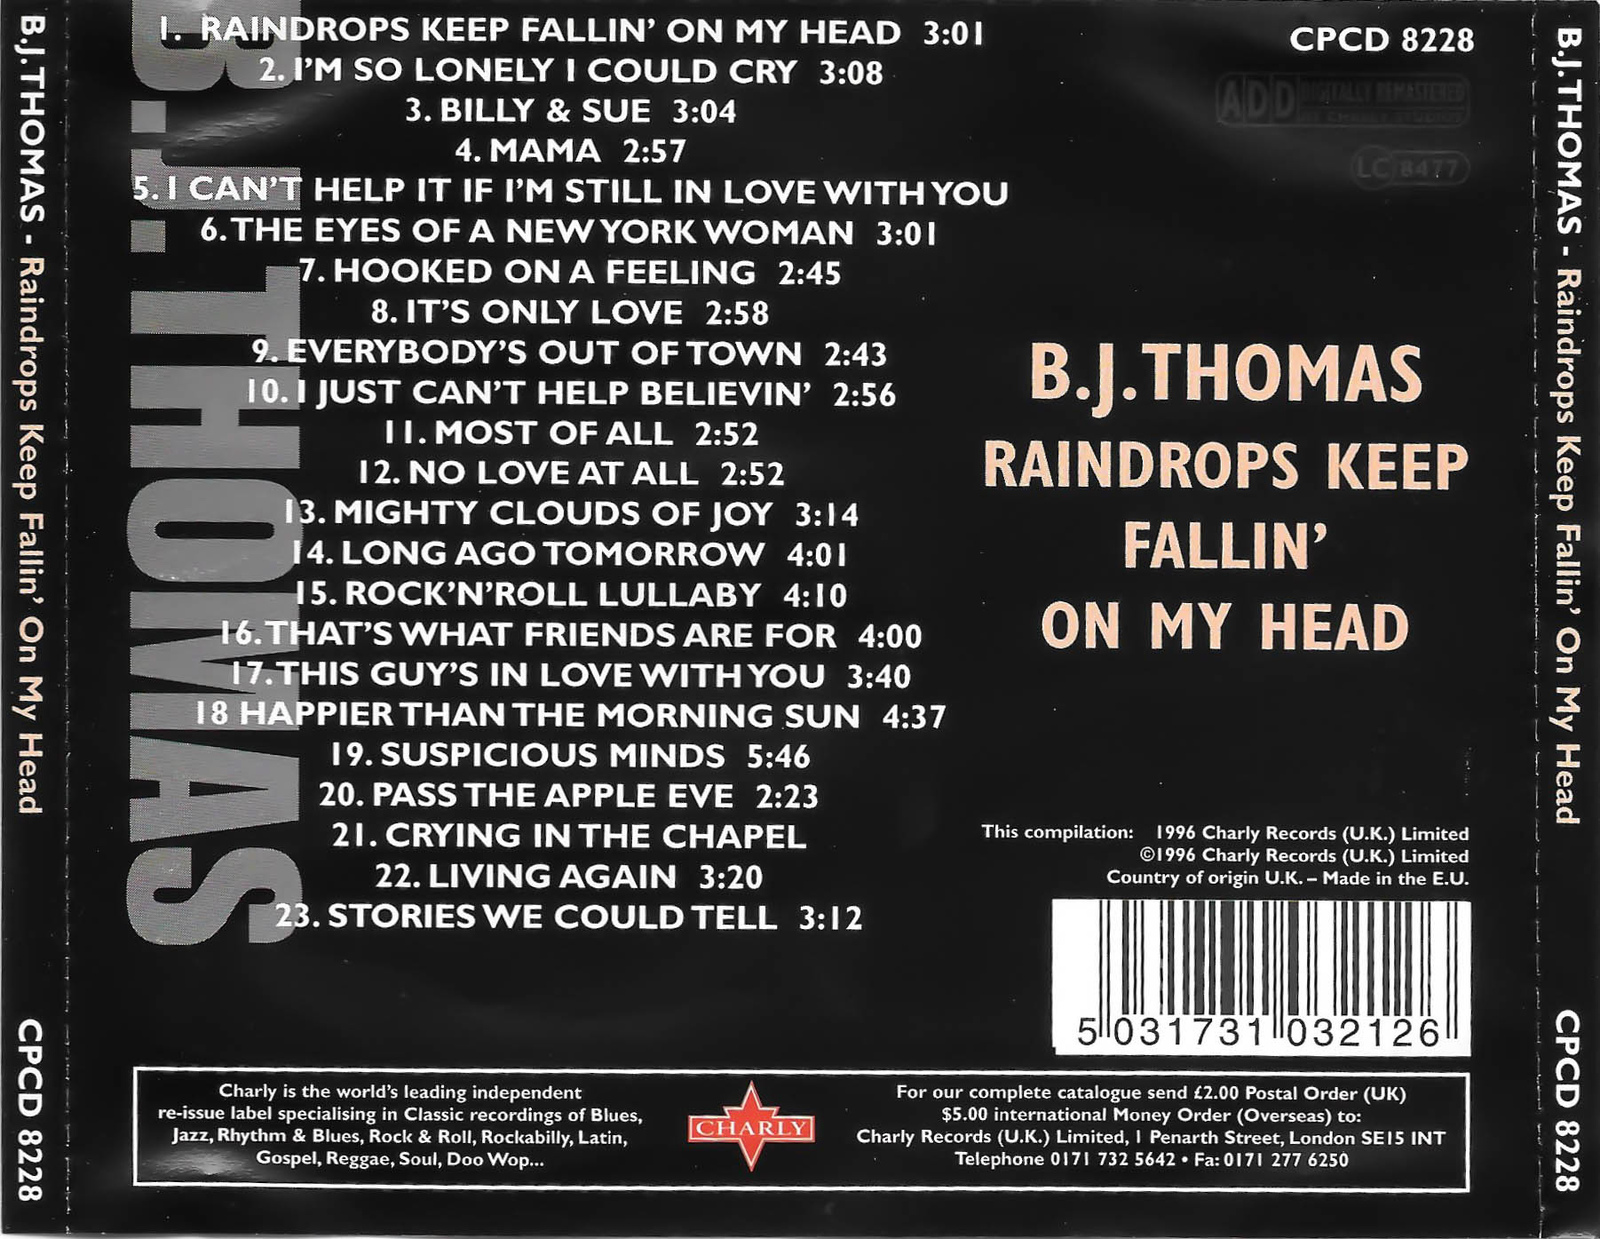 B.J.THOMAS - Raindrops Keep Fallin' On My Head CPCD 8228
B.J.THOMAS
1. RAINDROPS KEEP FALLIN' ON MY HEAD 3:01
2. I'M SO LONELY I COULD CRY 3:08
3. BILLY & SUE 3:04
4. MAMA 2:57
5. I CAN'T HELP IT IF I'M STILL IN LOVE WITH YOU
6. THE EYES OF A NEW YORK WOMAN 3:01
7. HOOKED ON A FEELING 2:45
8. IT'S ONLY LOVE 2:58
9. EVERYBODY'S OUT OF TOWN 2:43
10. I JUST CAN'T HELP BELIEVIN' 2:56
11. MOST OF ALL 2:52
12. NO LOVE AT ALL 2:52
13. MIGHTY CLOUDS OF JOY 3:14
14. LONG AGO TOMORROW 4:01
15. ROCK'N'ROLL LULLABY 4:10
16. THAT'S WHAT FRIENDS ARE FOR 4:00
17. THIS GUY'S IN LOVE WITH YOU 3:40
18 HAPPIER THAN THE MORNING SUN 4:37
19. SUSPICIOUS MINDS 5:46
20. PASS THE APPLE EVE 2:23
21. CRYING IN THE CHAPEL
22. LIVING AGAIN 3:20
23. STORIES WE COULD TELL 3:12
CPCD 8228
ADD DIGITALLY REMASTERED
AT CHARLY STUDIOS
LC 8477
B.J.THOMAS
RAINDROPS KEEP
FALLIN'
ON MY HEAD
This compilation: 1996 Charly Records (U.K.) Limited
©1996 Charly Records (U.K.) Limited
Country of origin U.K. – Made in the E.U.
5 031731 032126
Charly is the world's leading independent
re-issue label specialising in Classic recordings of Blues,
Jazz, Rhythm & Blues, Rock & Roll, Rockabilly, Latin,
Gospel, Reggae, Soul, Doo Wop...
CHARLY
For our complete catalogue send £2.00 Postal Order (UK)
$5.00 international Money Order (Overseas) to:
Charly Records (U.K.) Limited, 1 Penarth Street, London SE15 1NT
Telephone 0171 732 5642 • Fa: 0171 277 6250
B.J.THOMAS - Raindrops Keep Fallin' On My Head CPCD 8228